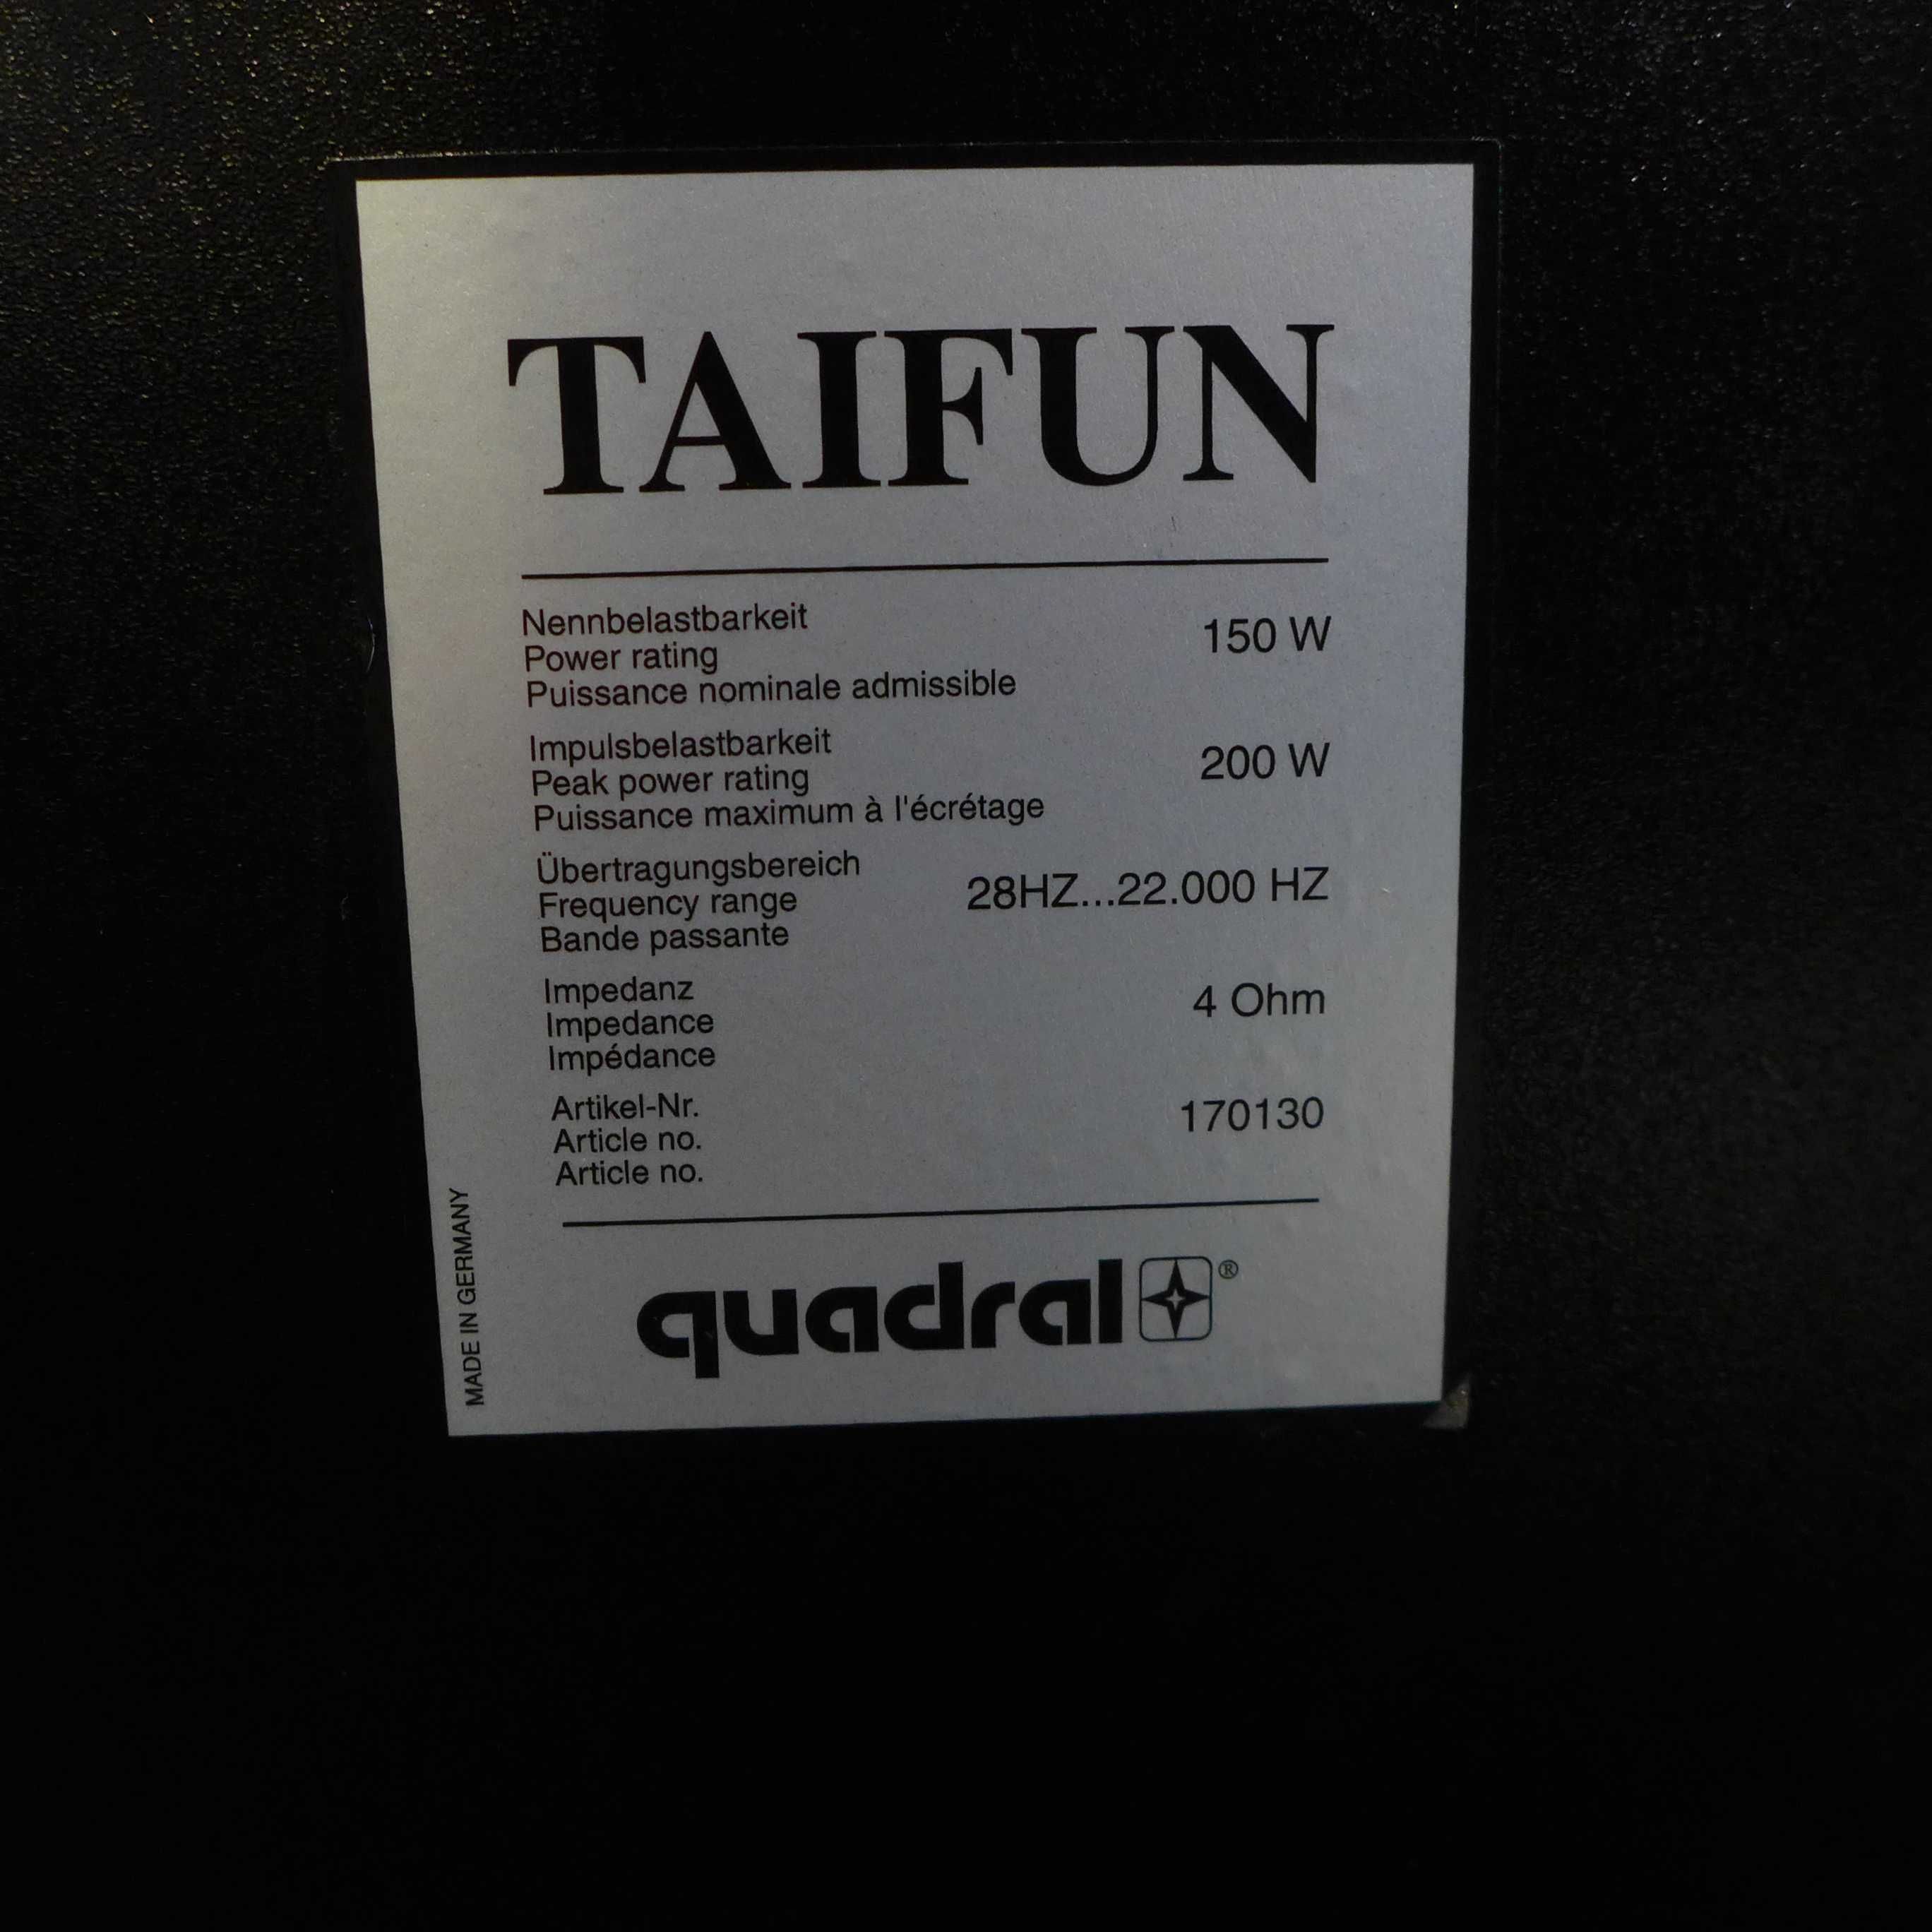 TAIFUN
Nennbelastbarkeit
Power rating
Puissance nominale admissible
150 W
Impulsbelastbarkeit
Peak power rating
Puissance maximum à l'écrétage
200 W
Übertragungsbereich
Frequency range
Bande passante
28HZ...22.000 HZ
Impedanz
Impedance
Impédance
4 Ohm
Artikel-Nr.
Article no.
Article no.
170130
MADE IN GERMANY
quadral ®